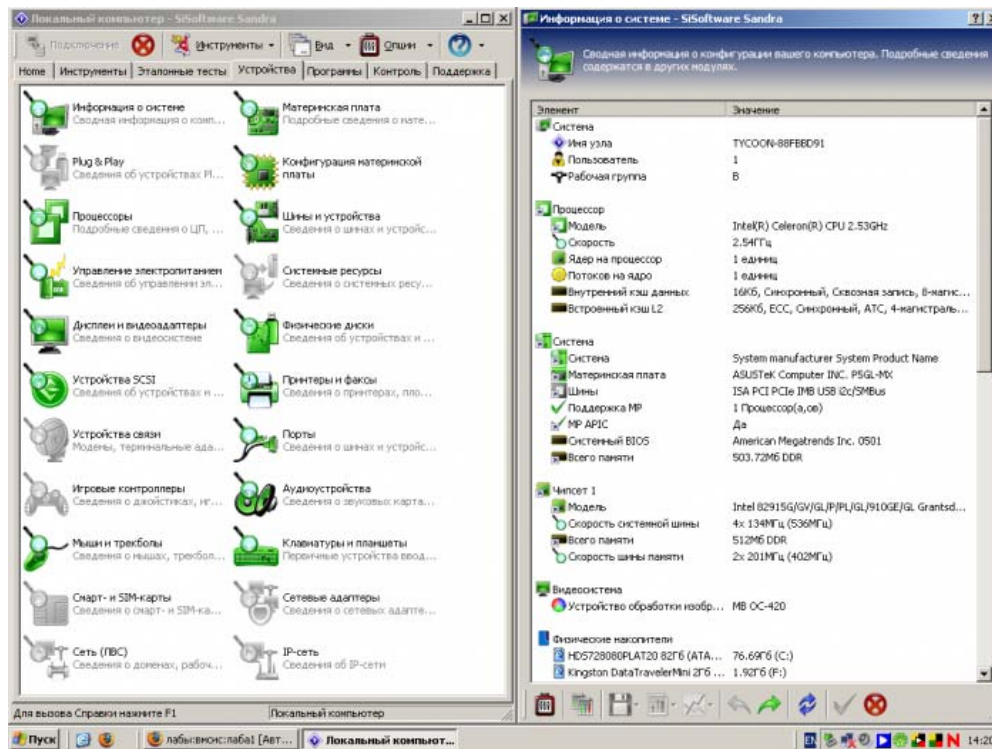 Локальный компьютер - SiSoftware Sandra
Подключение
Инструменты
Вид
Опции
Home
Инструменты
Эталонные тесты
Устройства
Программы
Контроль
Поддержка
Информация о системе
Сводная информация о комп...
Материнская плата
Подробные сведения о мате...
Plug & Play
Сведения об устройствах Pl...
Конфигурация материнской
платы
Процессоры
Подробные сведения о ЦП, ...
Шины и устройства
Сведения о шинах и устройс...
Управление электропитанием
Сведения об управлении эл...
Системные ресурсы
Сведения о системных ресу...
Дисплеи и видеоадаптеры
Сведения о видеосистеме
Физические диски
Сведения об устройствах и ...
Устройства SCSI
Сведения об устройствах и ...
Принтеры и факсы
Сведения о принтерах, пло...
Устройства связи
Модемы, терминальные ада...
Порты
Сведения о шинах и устройс...
Игровые контроллеры
Сведения о джойстиках, иг...
Аудиоустройства
Сведения о звуковых карта...
Мыши и трекболы
Сведения о мышах, трекбол...
Клавиатуры и планшеты
Первичные устройства ввод...
Смарт- и SIM-карты
Сведения о смарт- и SIM-ка...
Сетевые адаптеры
Сведения о сетевых адапте...
Сеть (ЛВС)
Сведения о доменах, рабоч...
IP-сеть
Сведения об IP-сети
Для вызова Справки нажмите F1
Локальный компьютер
Информация о системе - SiSoftware Sandra
Сводная информация о конфигурации вашего компьютера. Подробные сведения
содержатся в других модулях.
Элемент Значение
Система
Имя узла TYCOON-88FEBD91
Пользователь 1
Рабочая группа B
Процессор
Модель Intel(R) Celeron(R) CPU 2.53GHz
Скорость 2.54ГГц
Ядер на процессор 1 единиц
Потоков на ядро 1 единиц
Внутренний кэш данных 16Кб, Синхронный, Сквозная запись, 8-магис...
Встроенный кэш L2 256Кб, ECC, Синхронный, ATC, 4-магистраль...
Система
Система System manufacturer System Product Name
Материнская плата ASUSTeK Computer INC. P5GL-MX
Шины ISA PCI PCIe IMB USB i2c/SMBus
Поддержка MP 1 Процессор(а,ов)
MP APIC Да
Системный BIOS American Megatrends Inc. 0501
Всего памяти 503.72Мб DDR
Чипсет 1
Модель Intel 82915G/GV/GL/P/PL/GL/910GE/GL Grantsd...
Скорость системной шины 4x 134МГц (536МГц)
Всего памяти 512Мб DDR
Скорость шины памяти 2x 201МГц (402МГц)
Видеосистема
Устройство обработки изобр... MB OC-420
Физические накопители
HDS728080PLAT20 82Гб (ATA... 76.69Гб (C:)
Kingston DataTravelerMini 2Гб ... 1.92Гб (F:)
Пуск
лабы:вмсис:лаба1 [Авт...
Локальный компьют...
14:20